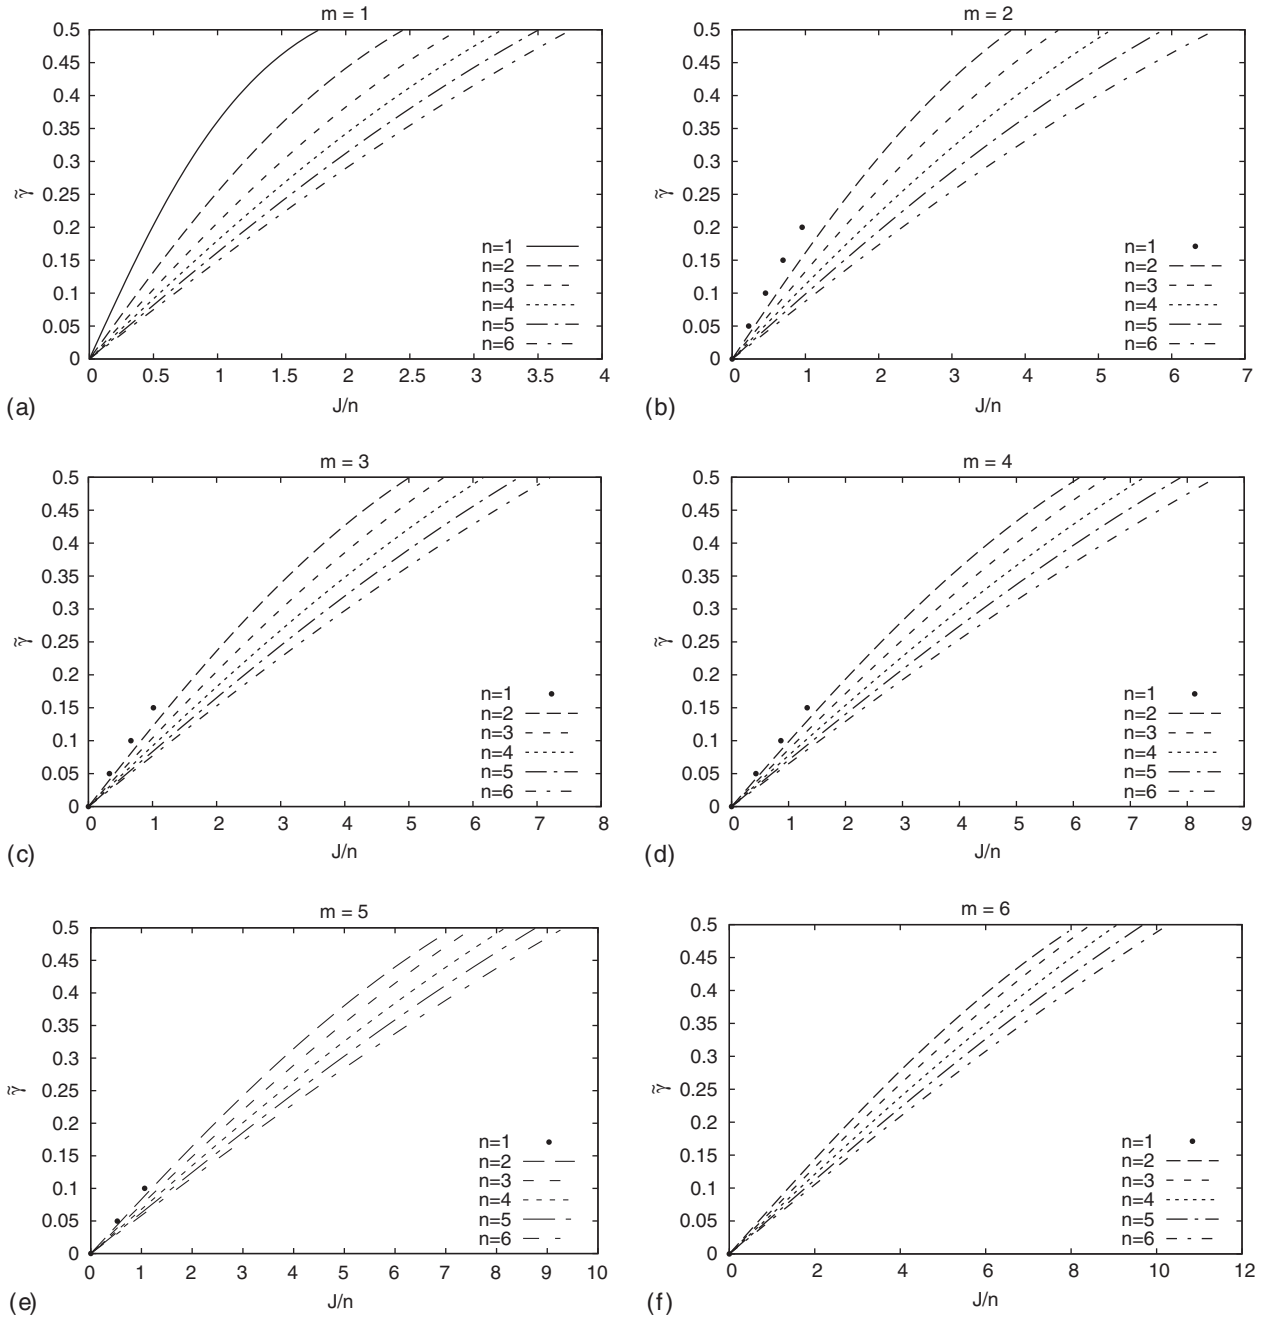 m = 1
0.5
0.45
0.4
0.35
0.3
0.25
0.2
0.15
0.1
0.05
0
γ̃
n=1
n=2
n=3
n=4
n=5
n=6
0 0.5 1 1.5 2 2.5 3 3.5 4
J/n
(a)
m = 2
0.5
0.45
0.4
0.35
0.3
0.25
0.2
0.15
0.1
0.05
0
γ̃
n=1
n=2
n=3
n=4
n=5
n=6
0 1 2 3 4 5 6 7
J/n
(b)
m = 3
0.5
0.45
0.4
0.35
0.3
0.25
0.2
0.15
0.1
0.05
0
γ̃
n=1
n=2
n=3
n=4
n=5
n=6
0 1 2 3 4 5 6 7 8
J/n
(c)
m = 4
0.5
0.45
0.4
0.35
0.3
0.25
0.2
0.15
0.1
0.05
0
γ̃
n=1
n=2
n=3
n=4
n=5
n=6
0 1 2 3 4 5 6 7 8 9
J/n
(d)
m = 5
0.5
0.45
0.4
0.35
0.3
0.25
0.2
0.15
0.1
0.05
0
γ̃
n=1
n=2
n=3
n=4
n=5
n=6
0 1 2 3 4 5 6 7 8 9 10
J/n
(e)
m = 6
0.5
0.45
0.4
0.35
0.3
0.25
0.2
0.15
0.1
0.05
0
γ̃
n=1
n=2
n=3
n=4
n=5
n=6
0 2 4 6 8 10 12
J/n
(f)